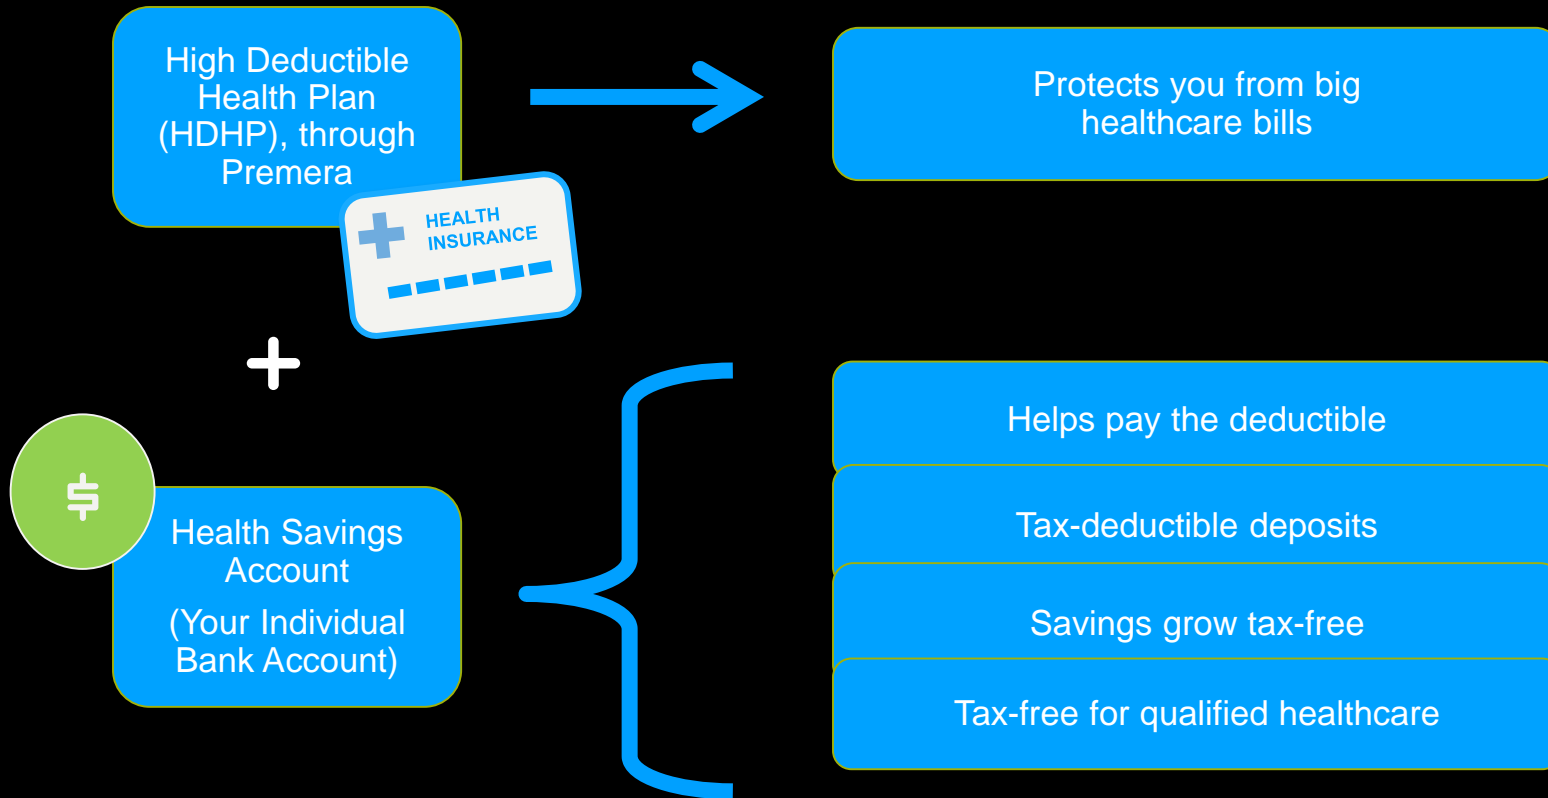 High Deductible
Health Plan
(HDHP), through
Premera
Protects you from big
healthcare bills
HEALTH
INSURANCE
+
$
Health Savings
Account
(Your Individual
Bank Account)
Helps pay the deductible
Tax-deductible deposits
Savings grow tax-free
Tax-free for qualified healthcare